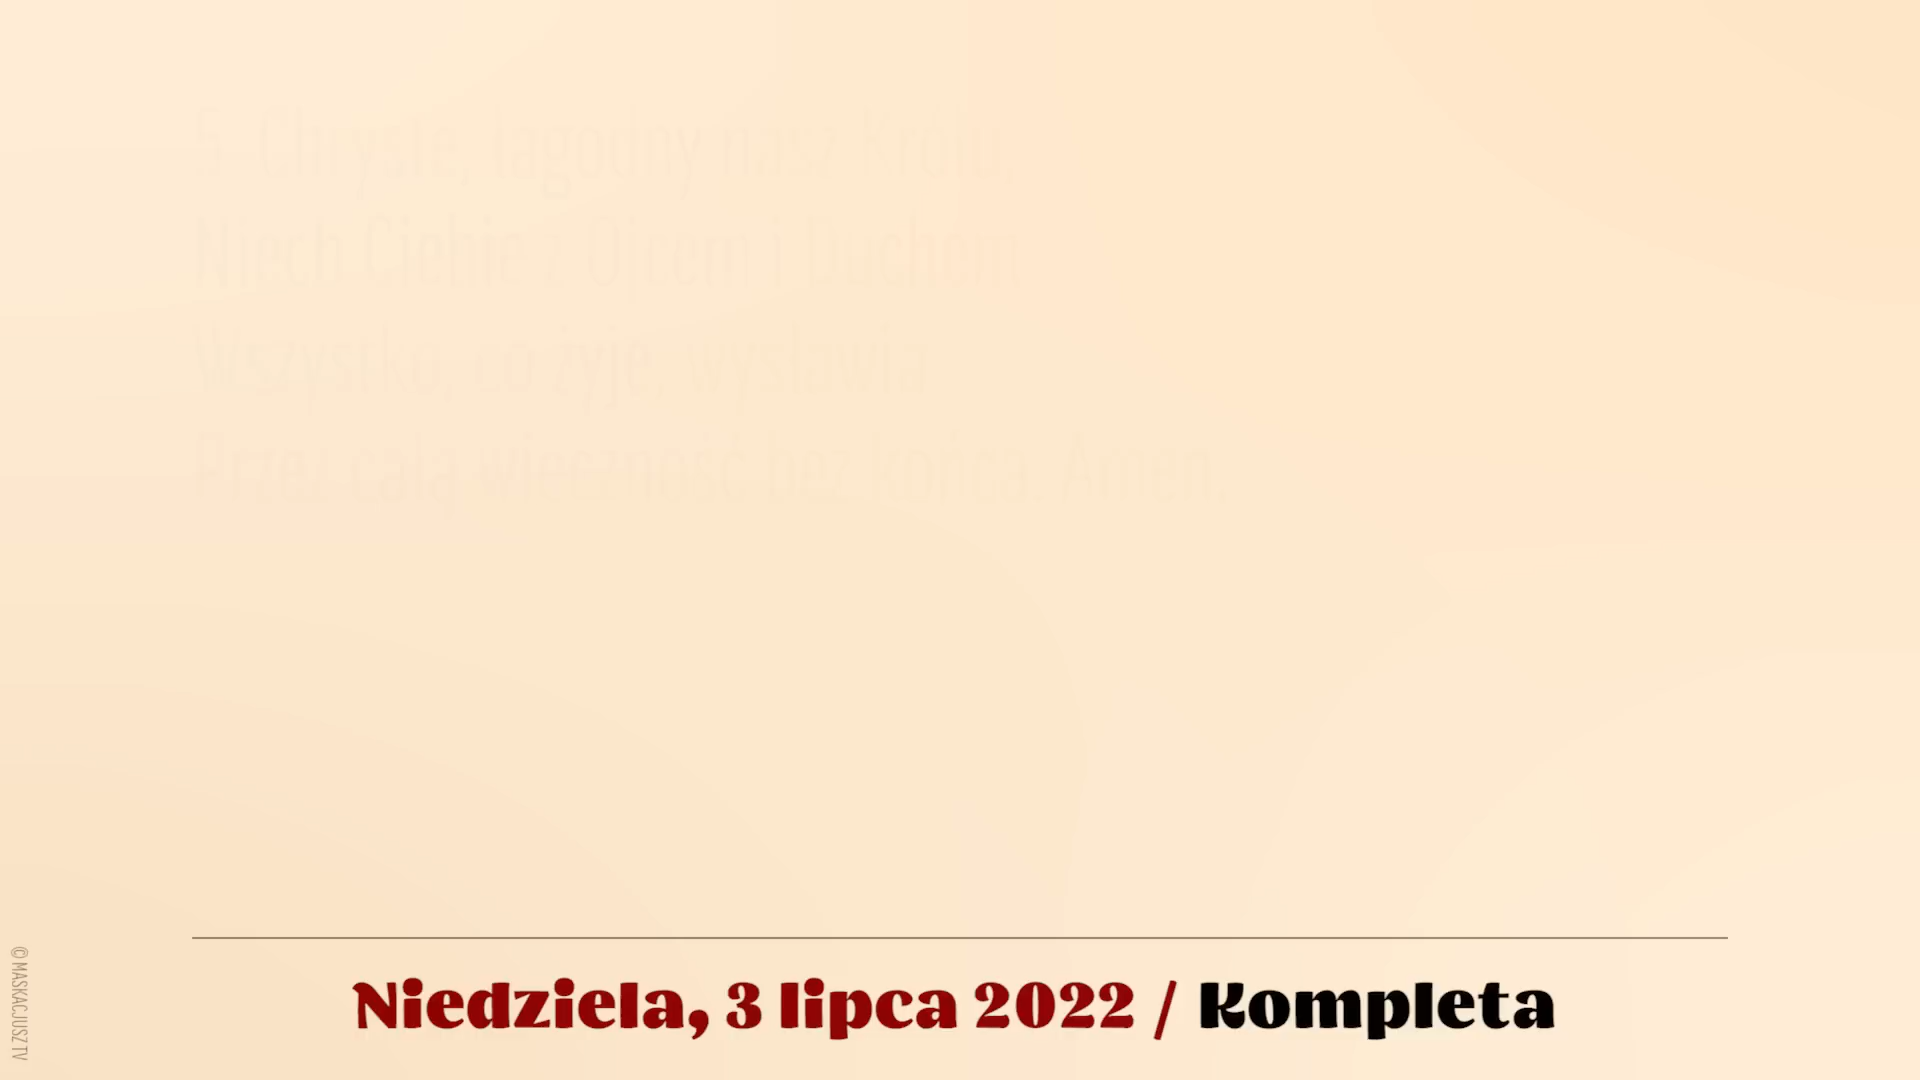 5. Chryste, łagodny nasz Królu,
Niech Ciebie z Ojcem i Duchem
Wszystko, co żyje, wysławia
Przez całą wieczność bez końca. Amen.
Niedziela, 3 lipca 2022 / Kompleta
© MASKACJUSZ TV